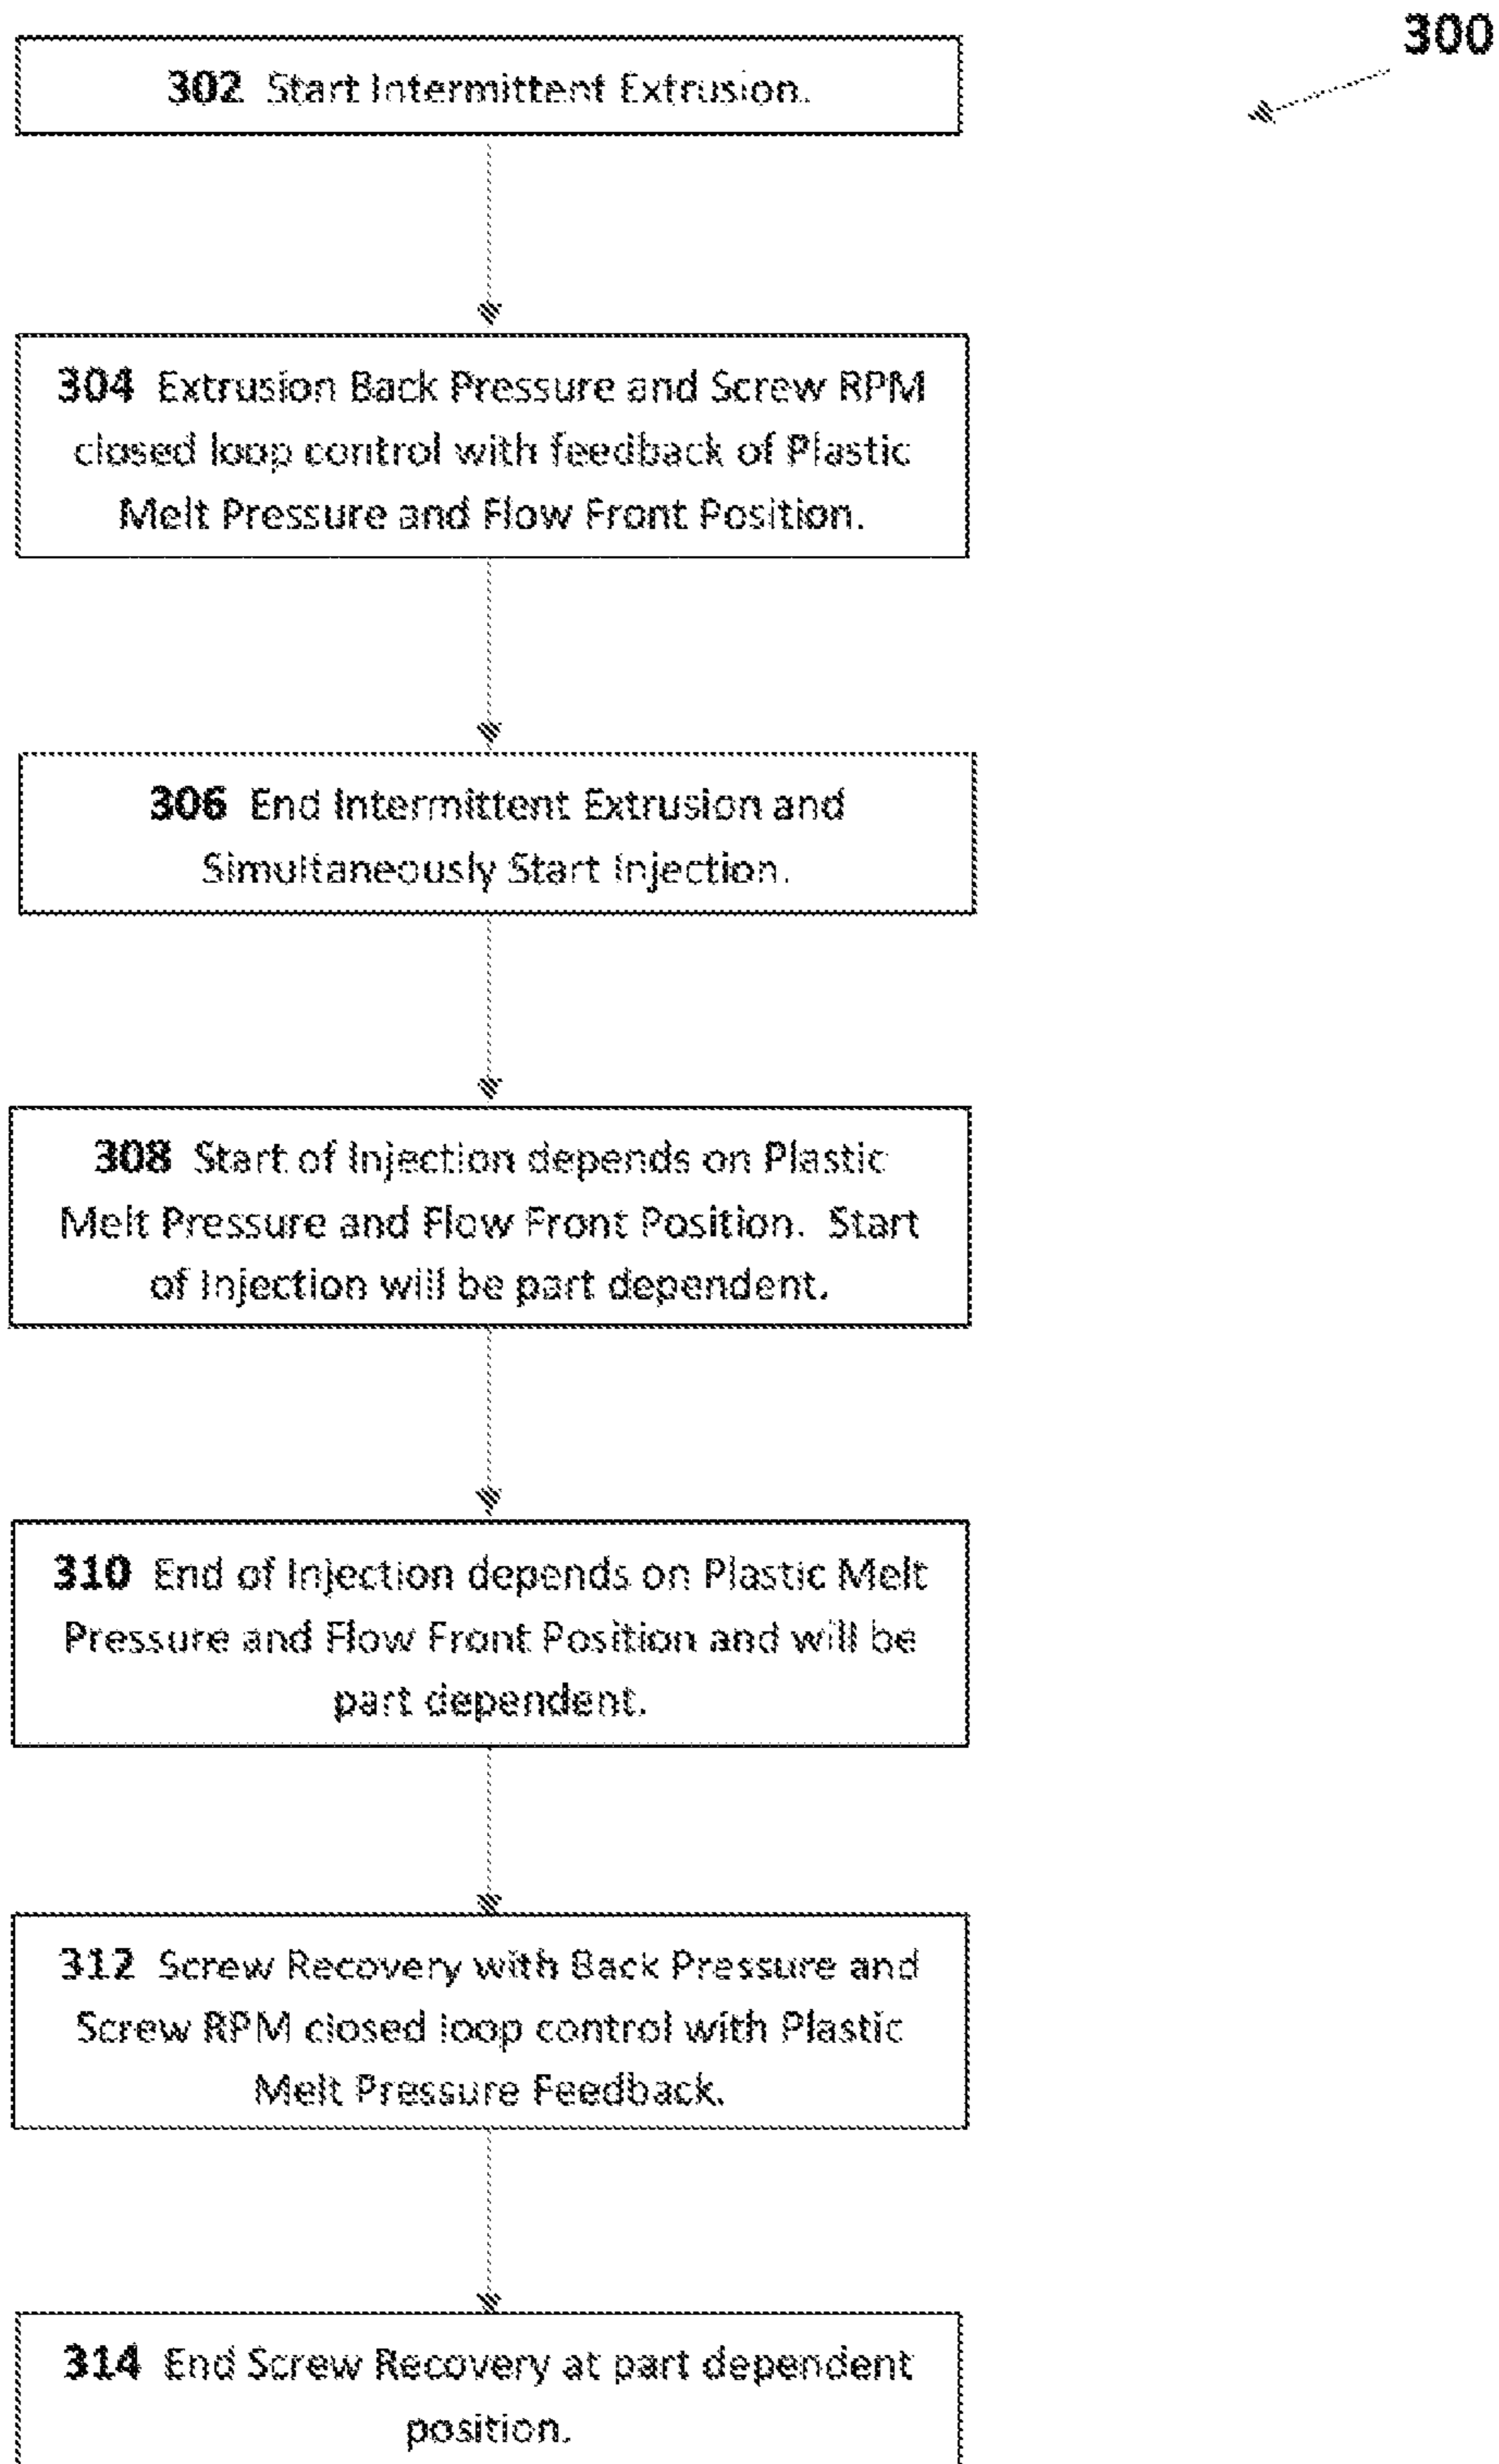 300
302 Start Intermittent Extrusion.
304 Extrusion Back Pressure and Screw RPM
closed loop control with feedback of Plastic
Melt Pressure and Flow Front Position.
306 End Intermittent Extrusion and
Simultaneously Start Injection.
308 Start of Injection depends on Plastic
Melt Pressure and Flow Front Position. Start
of Injection will be part dependent.
310 End of Injection depends on Plastic Melt
Pressure and Flow Front Position and will be
part dependent.
312 Screw Recovery with Back Pressure and
Screw RPM closed loop control with Plastic
Melt Pressure Feedback.
314 End Screw Recovery at part dependent
position.